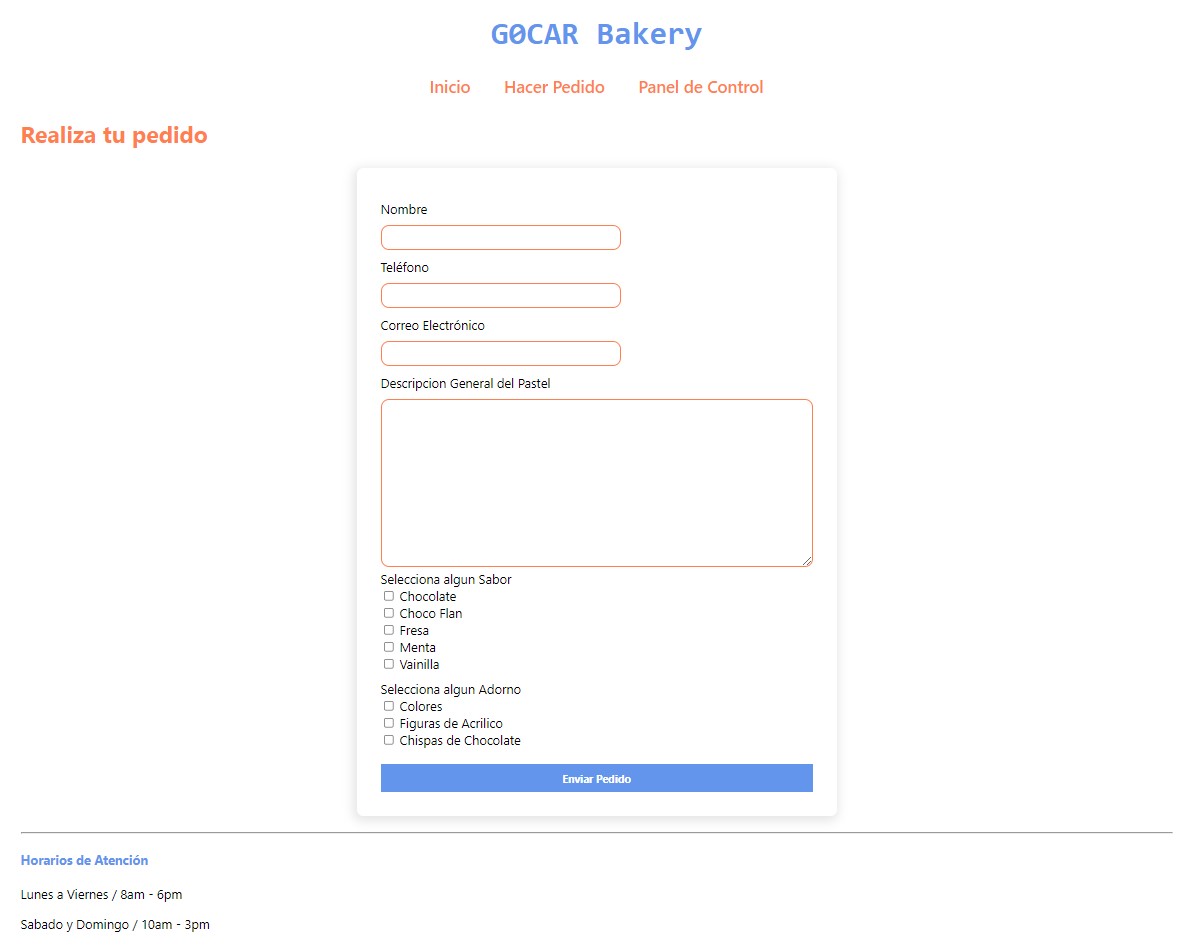 G0CAR Bakery
Inicio Hacer Pedido Panel de Control
Realiza tu pedido
Nombre
Teléfono
Correo Electrónico
Descripcion General del Pastel
Selecciona algun Sabor
Chocolate
Choco Flan
Fresa
Menta
Vainilla
Selecciona algun Adorno
Colores
Figuras de Acrilico
Chispas de Chocolate
Enviar Pedido
Horarios de Atención
Lunes a Viernes / 8am - 6pm
Sabado y Domingo / 10am - 3pm